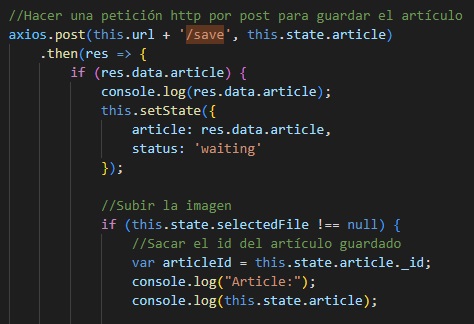 //Hacer una petición http por post para guardar el artículo
axios.post(this.url + '/save', this.state.article)
    .then(res => {
        if (res.data.article) {
            console.log(res.data.article);
            this.setState({
                article: res.data.article,
                status: 'waiting'
            });

            //Subir la imagen
            if (this.state.selectedFile !== null) {
                //Sacar el id del artículo guardado
                var articleId = this.state.article._id;
                console.log("Article:");
                console.log(this.state.article);